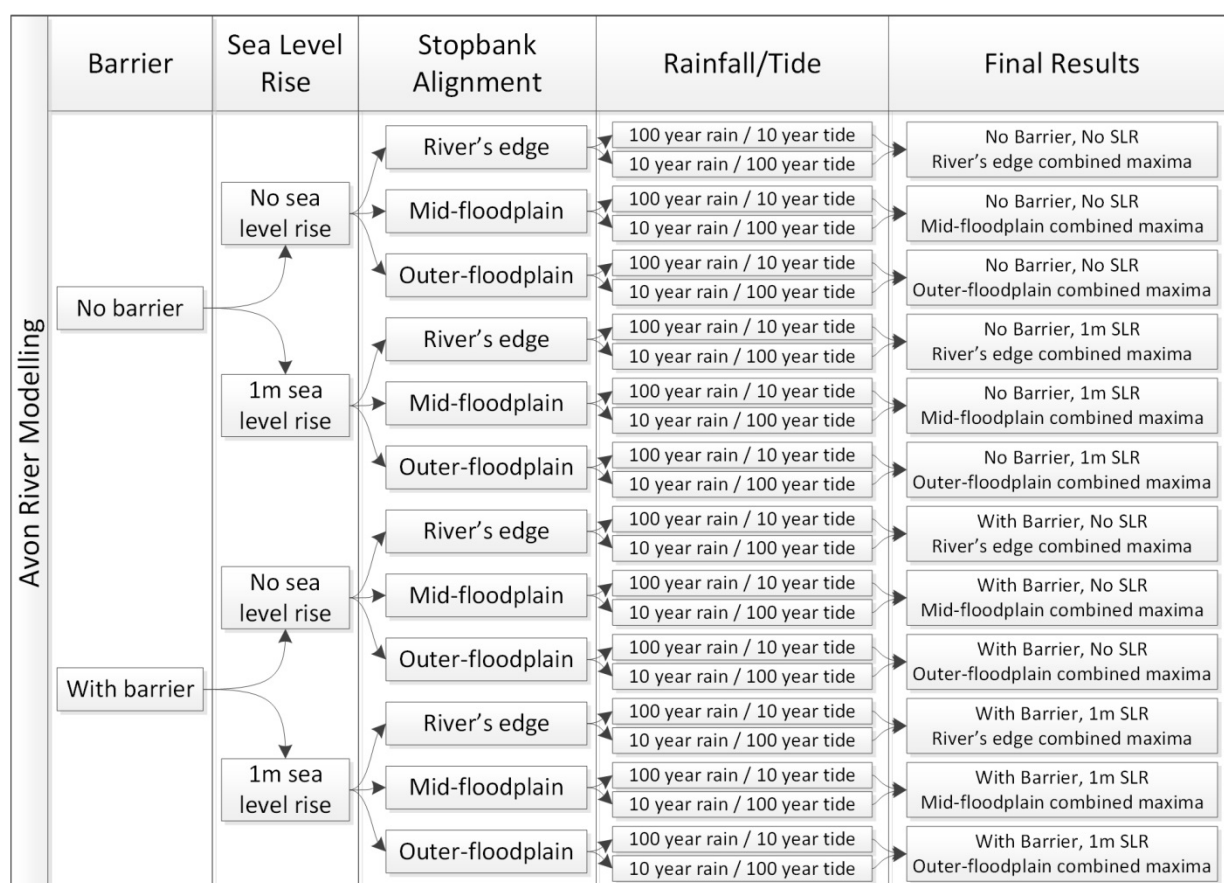 Avon River Modelling
Barrier
Sea Level
Rise
Stopbank
Alignment
Rainfall/Tide
Final Results
No barrier
With barrier
No sea
level rise
1m sea
level rise
No sea
level rise
1m sea
level rise
River's edge
Mid-floodplain
Outer-floodplain
River's edge
Mid-floodplain
Outer-floodplain
River's edge
Mid-floodplain
Outer-floodplain
River's edge
Mid-floodplain
Outer-floodplain
100 year rain / 10 year tide
10 year rain / 100 year tide
100 year rain / 10 year tide
10 year rain / 100 year tide
100 year rain / 10 year tide
10 year rain / 100 year tide
100 year rain / 10 year tide
10 year rain / 100 year tide
100 year rain / 10 year tide
10 year rain / 100 year tide
100 year rain / 10 year tide
10 year rain / 100 year tide
100 year rain / 10 year tide
10 year rain / 100 year tide
100 year rain / 10 year tide
10 year rain / 100 year tide
100 year rain / 10 year tide
10 year rain / 100 year tide
100 year rain / 10 year tide
10 year rain / 100 year tide
100 year rain / 10 year tide
10 year rain / 100 year tide
100 year rain / 10 year tide
10 year rain / 100 year tide
No Barrier, No SLR
River's edge combined maxima
No Barrier, No SLR
Mid-floodplain combined maxima
No Barrier, No SLR
Outer-floodplain combined maxima
No Barrier, 1m SLR
River's edge combined maxima
No Barrier, 1m SLR
Mid-floodplain combined maxima
No Barrier, 1m SLR
Outer-floodplain combined maxima
With Barrier, No SLR
River's edge combined maxima
With Barrier, No SLR
Mid-floodplain combined maxima
With Barrier, No SLR
Outer-floodplain combined maxima
With Barrier, 1m SLR
River's edge combined maxima
With Barrier, 1m SLR
Mid-floodplain combined maxima
With Barrier, 1m SLR
Outer-floodplain combined maxima